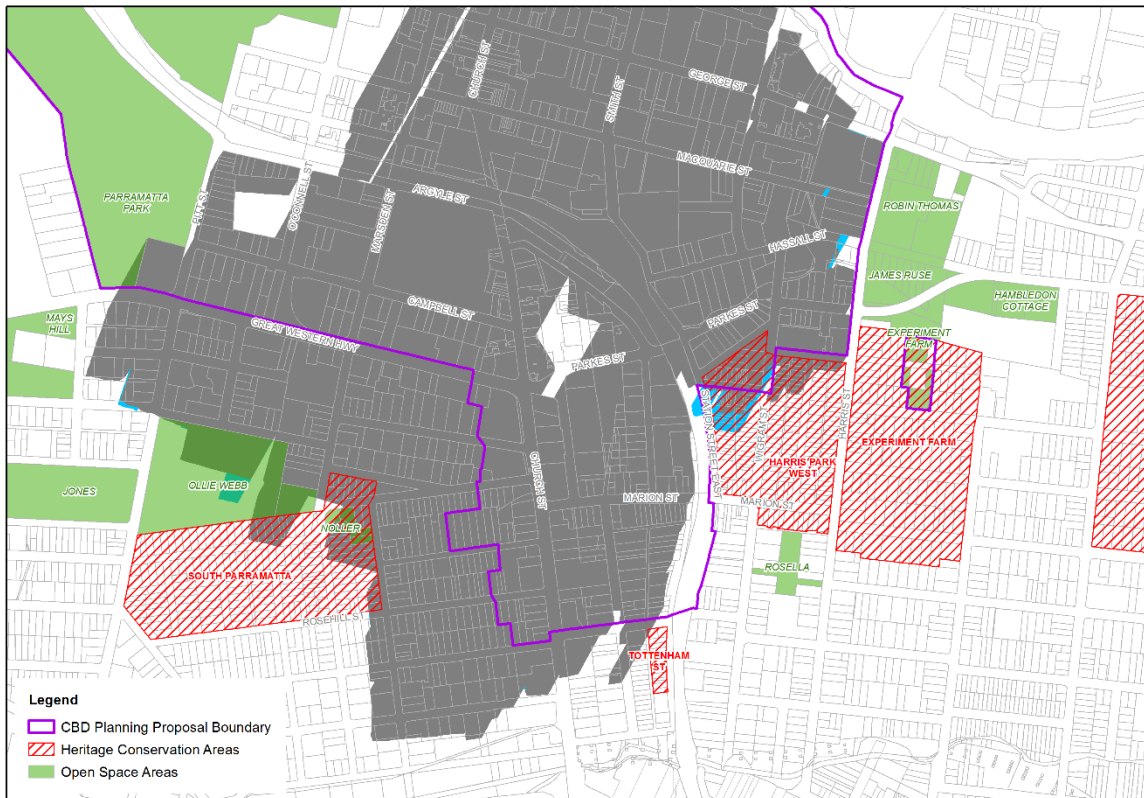 GEORGE ST
CHURCH ST
SMITH ST
MACQUARIE ST
O'CONNELL ST
PARRAMATTA
PARK
PITT ST
MARSDEN ST
ARGYLE ST
ROBIN THOMAS
HASSALL ST
JAMES RUSE
HAMBLEDON
COTTAGE
MAYS
HILL
CAMPBELL ST
GREAT WESTERN HWY
PARKES ST
EXPERIMENT
FARM
PARKES ST
STATION STREET EAST
WIGRAM ST
HARRIS ST
EXPERIMENT FARM
HARRIS PARK
WEST
CHURCH ST
MARION ST
MARION ST
JONES
OLLIE WEBB
NOLLER
SOUTH PARRAMATTA
ROSEHILL ST
ROSELLA
TOTTENHAM
ST
Legend
CBD Planning Proposal Boundary
Heritage Conservation Areas
Open Space Areas